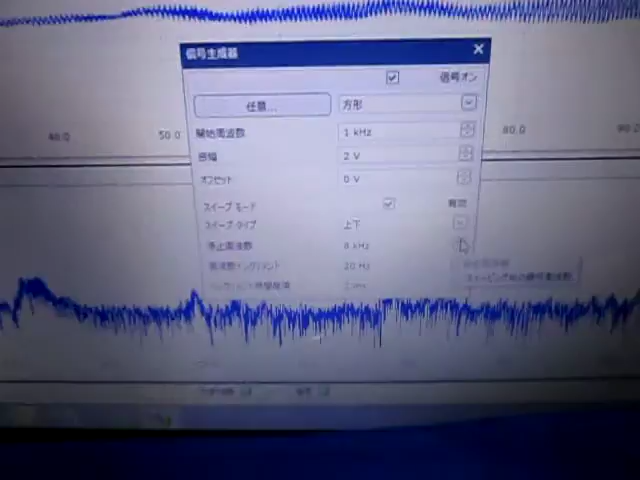 信号生成器
信号オン
任意... 方形
40.0 50.0 80.0 90.0
開始周波数 1 kHz
振幅 2 V
オフセット 0 V
スイープ モード 有効
スイープ タイプ 上下
停止周波数 8 kHz
周波数インクリメント 20 Hz